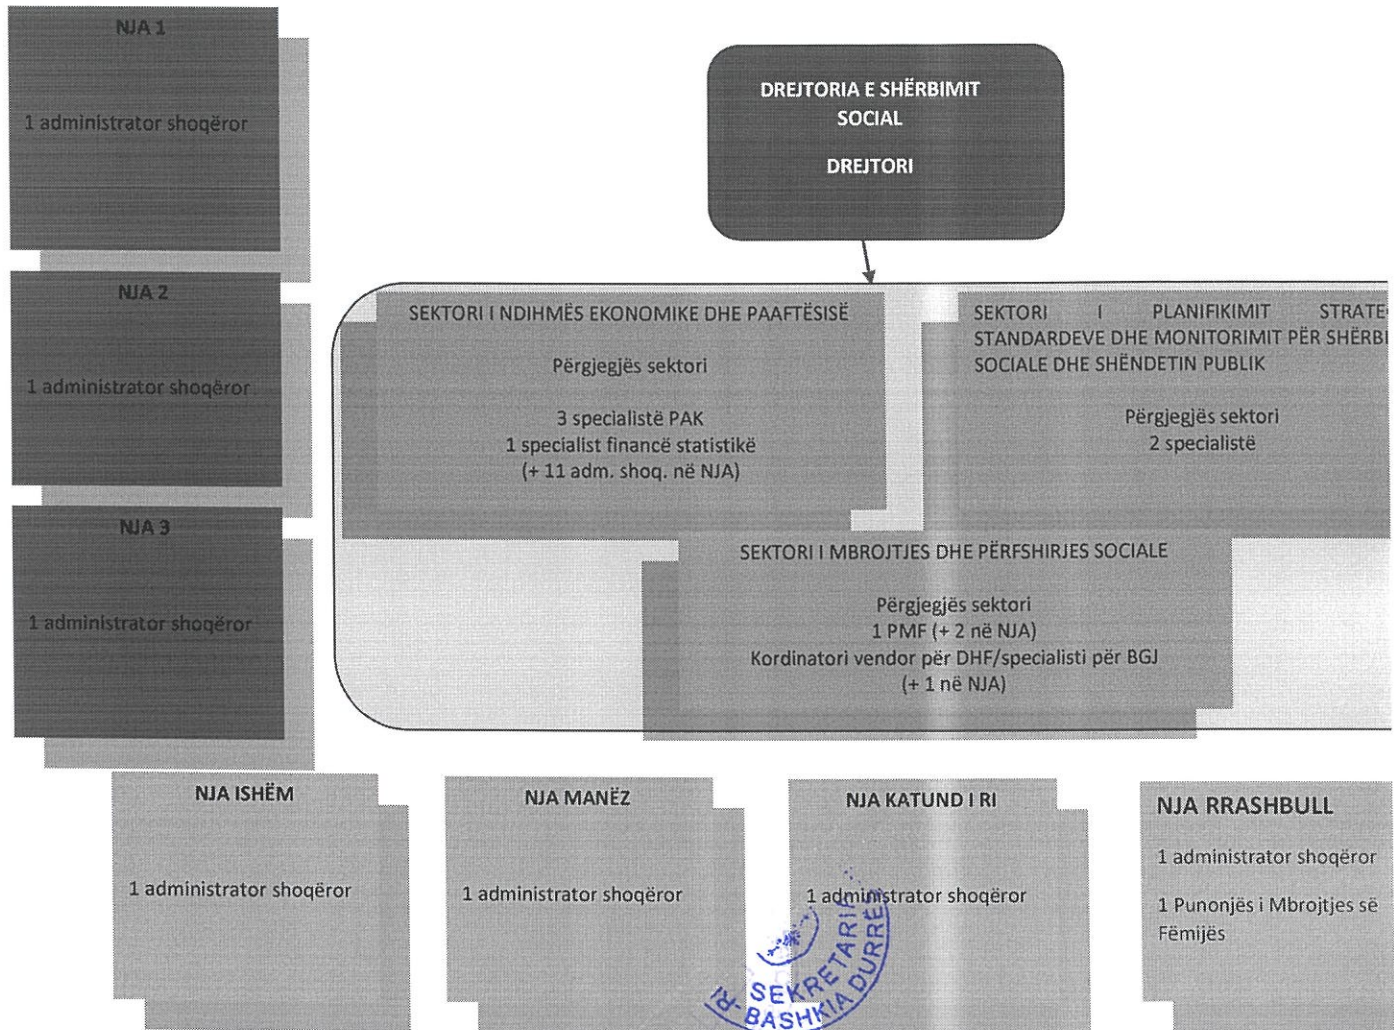 NJA 1
1 administrator shoqëror
NJA 2
1 administrator shoqëror
NJA 3
1 administrator shoqëror
DREJTORIA E SHËRBIMIT
SOCIAL
DREJTORI
SEKTORI I NDIHMËS EKONOMIKE DHE PAAFTËSISË
Përgjegjës sektori
3 specialistë PAK
1 specialist financë statistikë
(+ 11 adm. shoq. në NJA)
SEKTORI I PLANIFIKIMIT STRATE
STANDARDEVE DHE MONITORIMIT PËR SHËRBI
SOCIALE DHE SHËNDETIN PUBLIK
Përgjegjës sektori
2 specialistë
SEKTORI I MBROJTJES DHE PËRFSHIRJES SOCIALE
Përgjegjës sektori
1 PMF (+ 2 në NJA)
Kordinatori vendor për DHF/specialisti për BGJ
(+ 1 në NJA)
NJA ISHËM
1 administrator shoqëror
NJA MANËZ
1 administrator shoqëror
NJA KATUND I RI
1 administrator shoqëror
NJA RRASHBULL
1 administrator shoqëror
1 Punonjës i Mbrojtjes së
Fëmijës
SEKRETARI
BASHKIA DURRËS